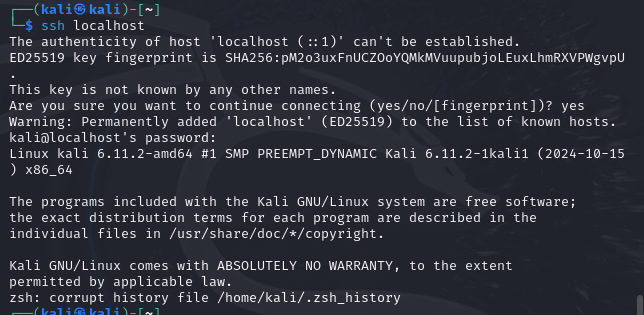 ┌──(kali㉿kali)-[~]
└─$ ssh localhost
The authenticity of host 'localhost (::1)' can't be established.
ED25519 key fingerprint is SHA256:pM2o3uxFnUCZOoYQMkMVuupubjoLEuxLhmRXVPWgvpU
.
This key is not known by any other names.
Are you sure you want to continue connecting (yes/no/[fingerprint])? yes
Warning: Permanently added 'localhost' (ED25519) to the list of known hosts.
kali@localhost's password:
Linux kali 6.11.2-amd64 #1 SMP PREEMPT_DYNAMIC Kali 6.11.2-1kali1 (2024-10-15
) x86_64
The programs included with the Kali GNU/Linux system are free software;
the exact distribution terms for each program are described in the
individual files in /usr/share/doc/*/copyright.
Kali GNU/Linux comes with ABSOLUTELY NO WARRANTY, to the extent
permitted by applicable law.
zsh: corrupt history file /home/kali/.zsh_history
┌──(kali㉿kali)-[~]